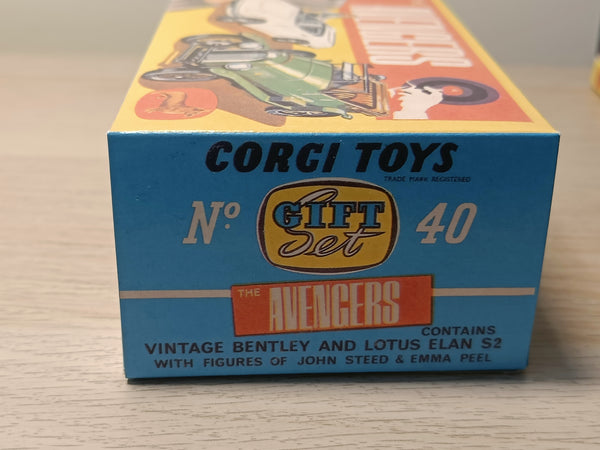 AVENGERS
CORGI TOYS
TRADE MARK REGISTERED
Nº GIFT Set 40
THE AVENGERS
CONTAINS
VINTAGE BENTLEY AND LOTUS ELAN S2
WITH FIGURES OF JOHN STEED & EMMA PEEL